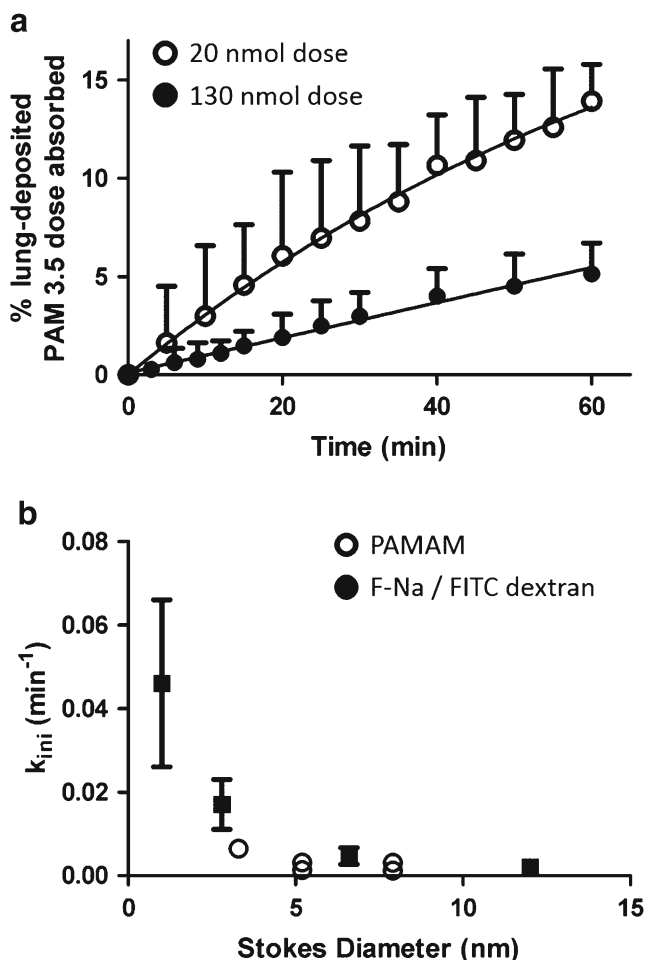 a
20 nmol dose
130 nmol dose
% lung-deposited
PAM 3.5 dose absorbed
15
10
5
0
0 20 40 60
Time (min)
b
PAMAM
F-Na / FITC dextran
k_ini (min⁻¹)
0.08
0.06
0.04
0.02
0.00
0 5 10 15
Stokes Diameter (nm)